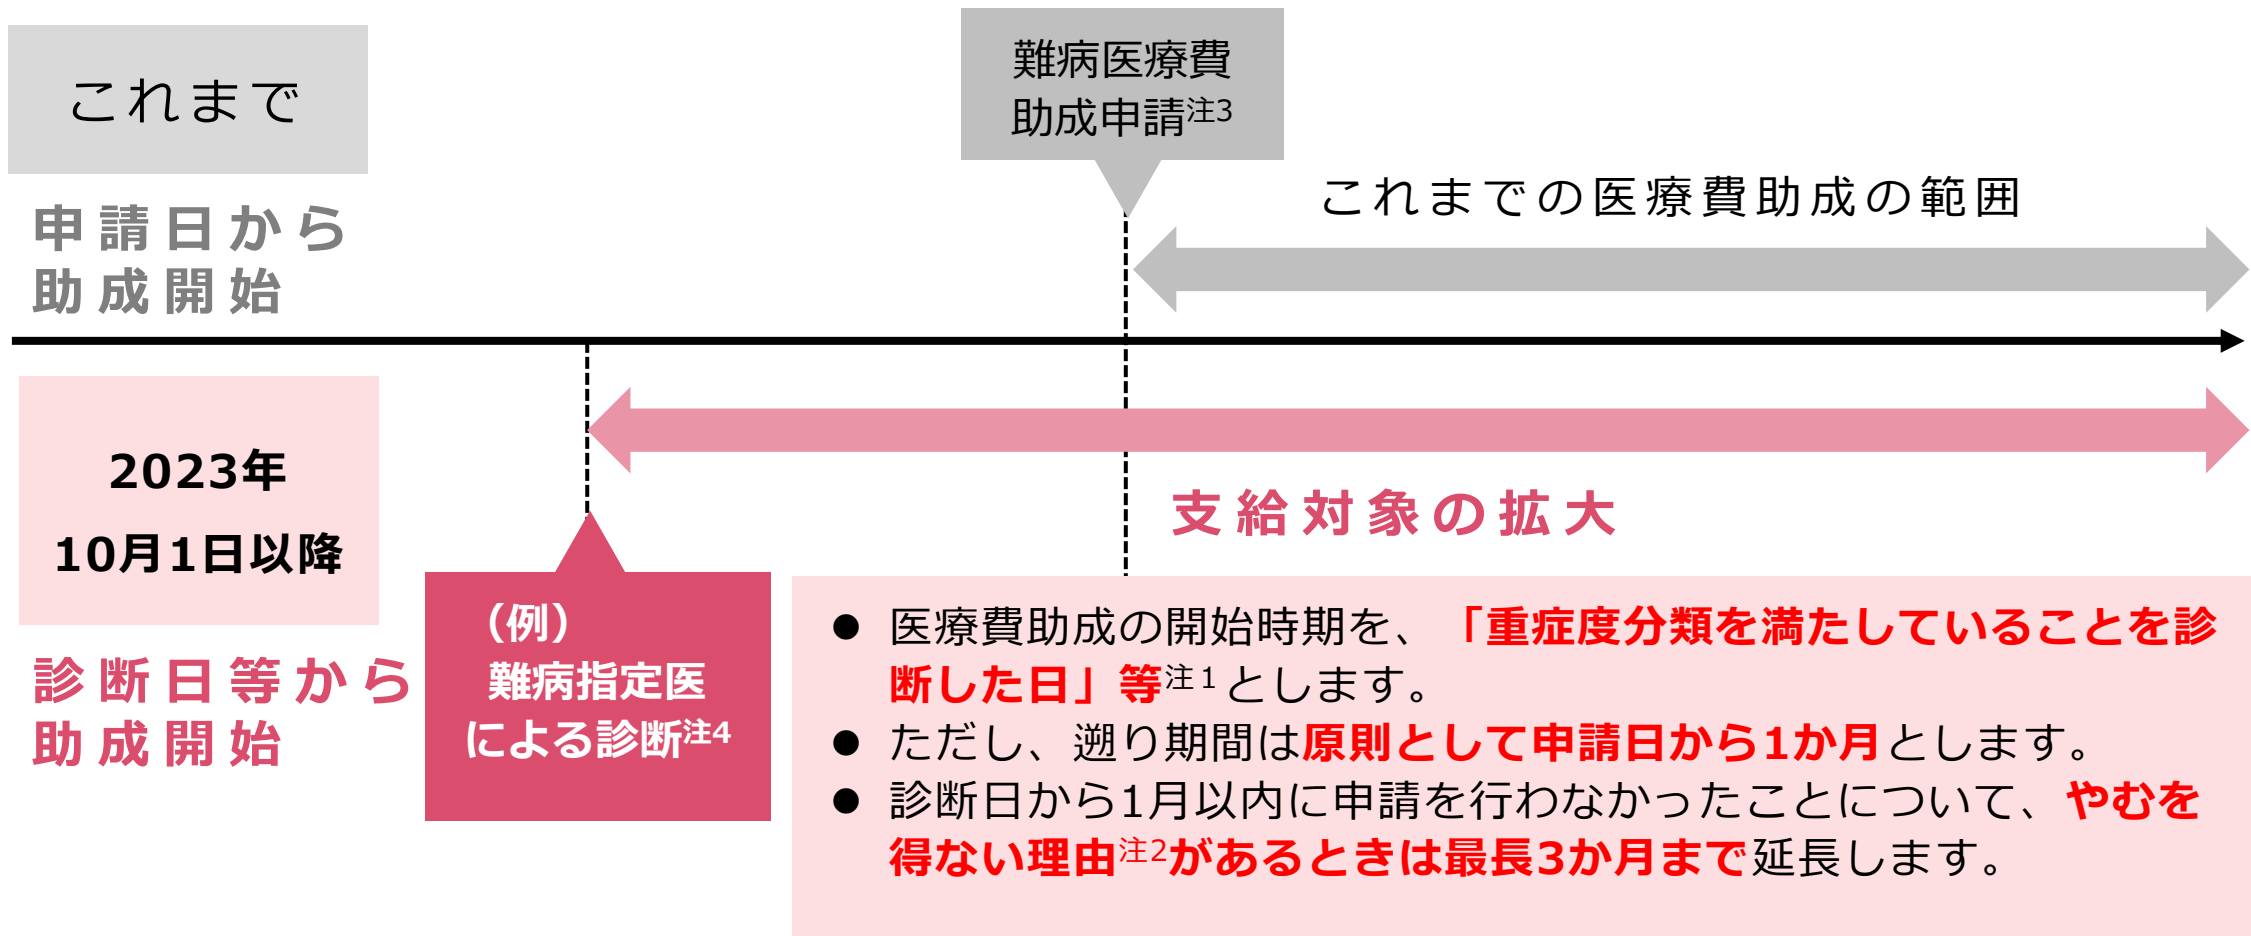 これまで
難病医療費
助成申請注3
申請日から
助成開始
これまでの医療費助成の範囲
2023年
10月1日以降
診断日等から
助成開始
（例）
難病指定医
による診断注4
支給対象の拡大
● 医療費助成の開始時期を、「重症度分類を満たしていることを診
断した日」等注１とします。
● ただし、遡り期間は原則として申請日から1か月とします。
● 診断日から1月以内に申請を行わなかったことについて、やむを
得ない理由注2があるときは最長3か月まで延長します。